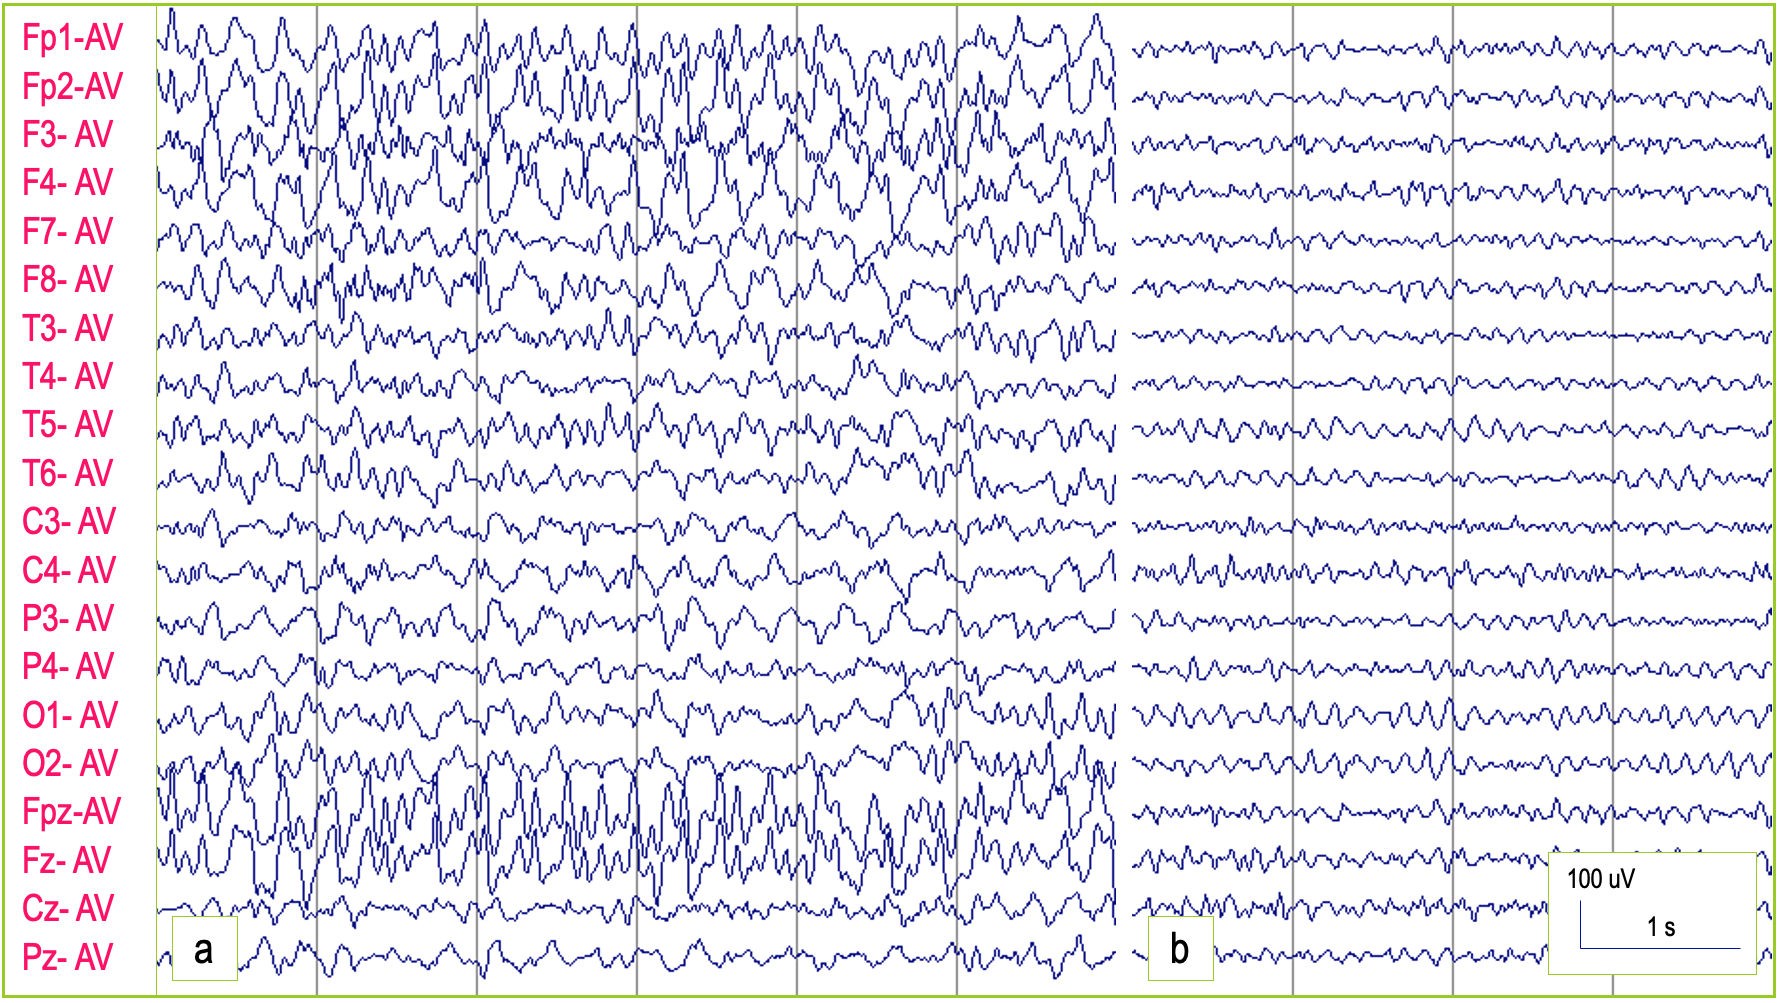 Fp1-AV
Fp2-AV
F3- AV
F4- AV
F7- AV
F8- AV
T3- AV
T4- AV
T5- AV
T6- AV
C3- AV
C4- AV
P3- AV
P4- AV
O1- AV
O2- AV
Fpz-AV
Fz- AV
Cz- AV
Pz- AV
a
b
100 uV
1 s